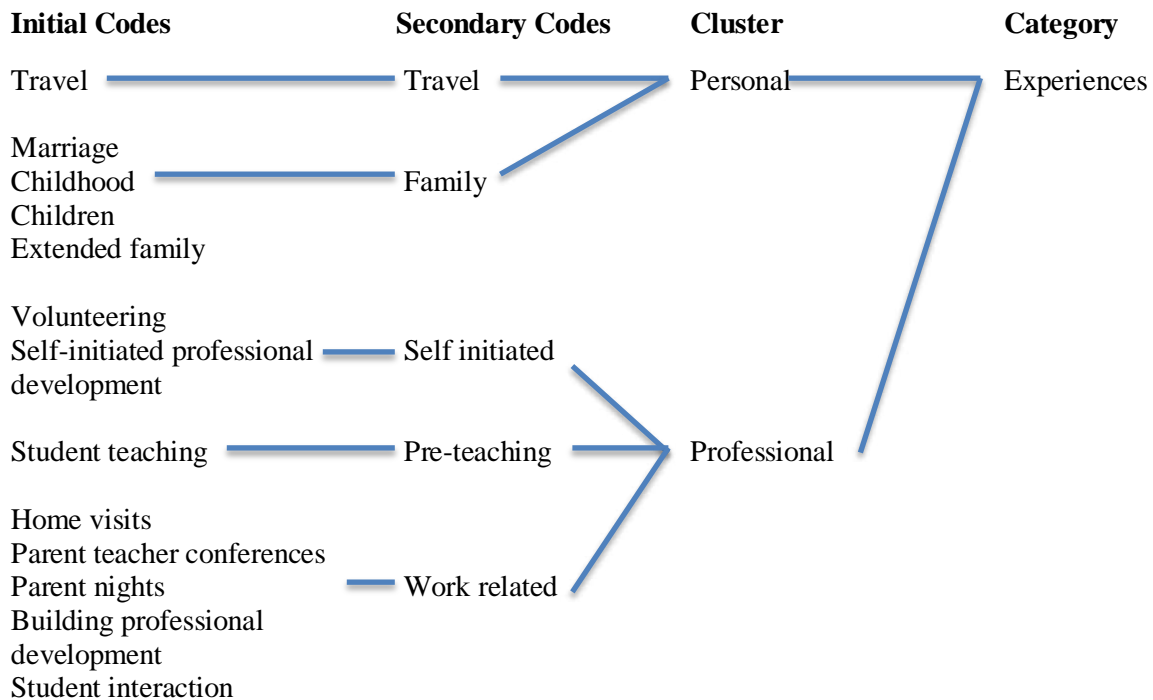 Initial Codes Secondary Codes Cluster Category
Travel Travel Personal Experiences
Marriage
Childhood Family
Children
Extended family
Volunteering
Self-initiated professional Self initiated
development
Student teaching Pre-teaching Professional
Home visits
Parent teacher conferences
Parent nights Work related
Building professional
development
Student interaction